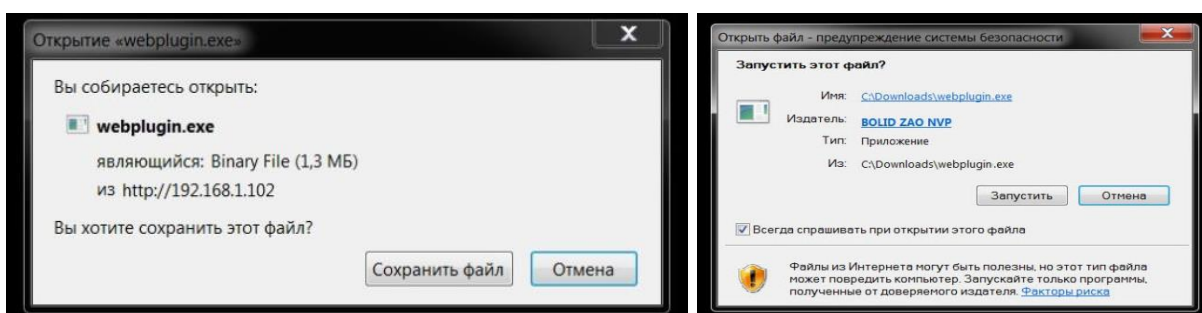 Открытие «webplugin.exe»
Вы собираетесь открыть:
webplugin.exe
являющийся: Binary File (1,3 МБ)
из http://192.168.1.102
Вы хотите сохранить этот файл?
Сохранить файл
Отмена
Открыть файл - предупреждение системы безопасности
Запустить этот файл?
Имя: C:\Downloads\webplugin.exe
Издатель: BOLID ZAO NVP
Тип: Приложение
Из: C:\Downloads\webplugin.exe
Запустить
Отмена
Всегда спрашивать при открытии этого файла
Файлы из Интернета могут быть полезны, но этот тип файла
может повредить компьютер. Запускайте только программы,
полученные от доверяемого издателя. Факторы риска